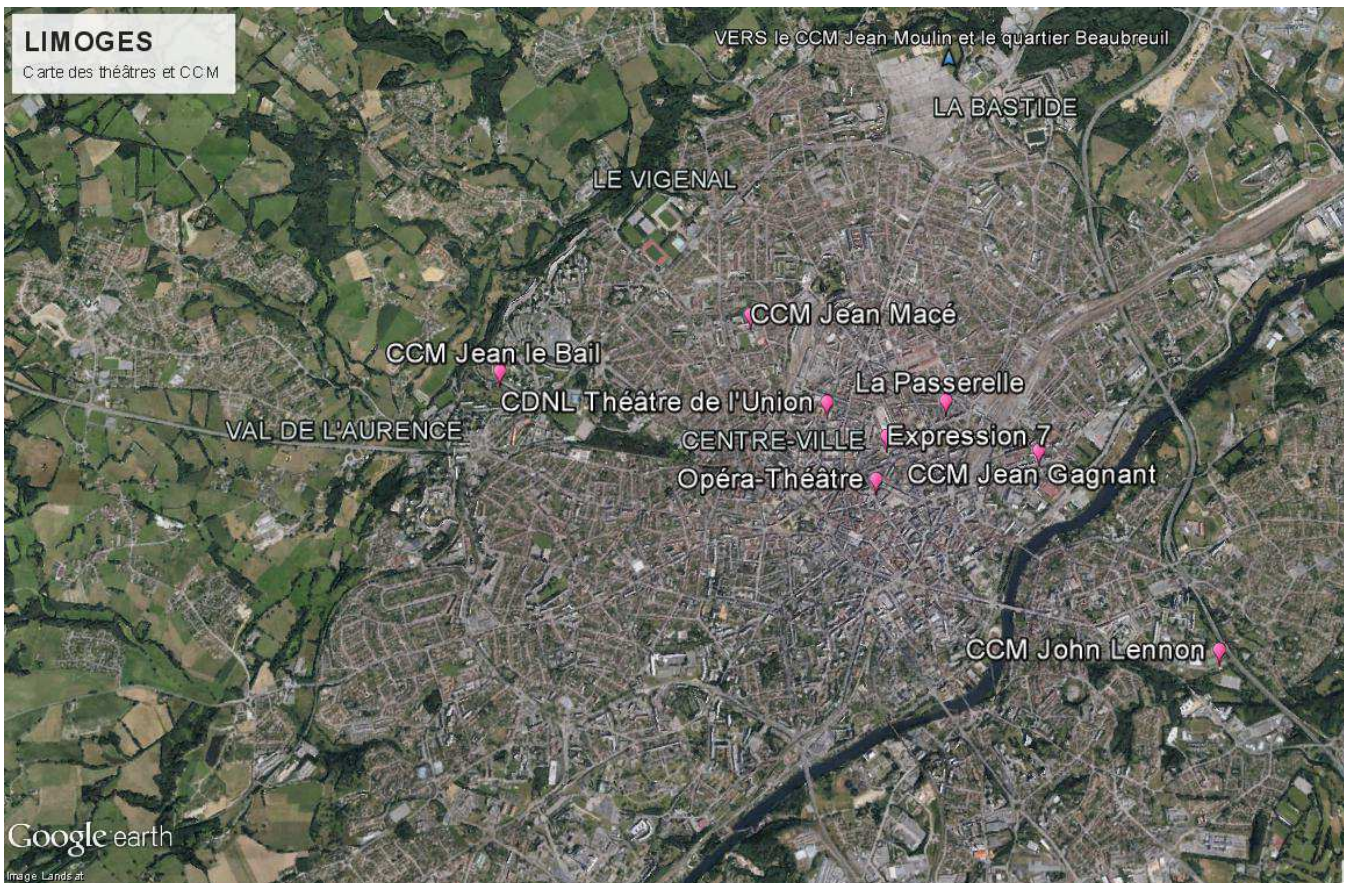 LIMOGES
Carte des théâtres et CCM
VERS le CCM Jean Moulin et le quartier Beaubreuil
LA BASTIDE
LE VIGENAL
CCM Jean Macé
CCM Jean le Bail
La Passerelle
CDNL Théâtre de l'Union
VAL DE L'AURENCE
CENTRE-VILLE
Expression 7
Opéra-Théâtre
CCM Jean Gagnant
CCM John Lennon
Google earth
Image Landsat